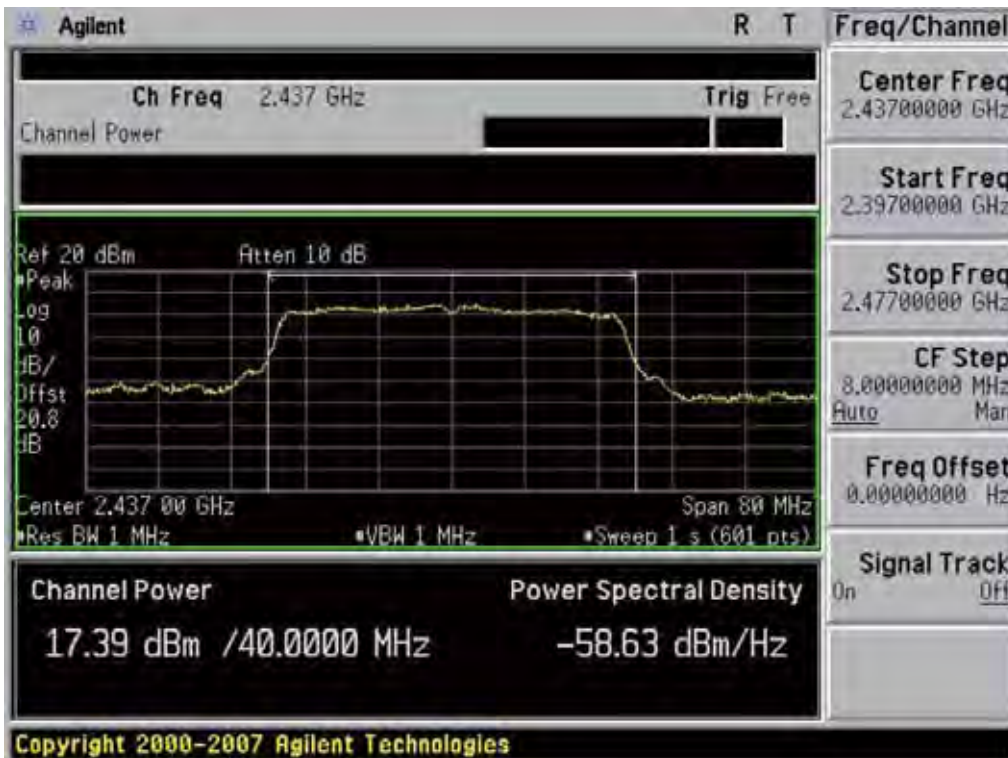 Agilent
R T
Freq/Channel
Ch Freq 2.437 GHz
Trig Free
Channel Power
Center Freq
2.43700000 GHz
Start Freq
2.39700000 GHz
Stop Freq
2.47700000 GHz
CF Step
8.00000000 MHz
Auto Man
Freq Offset
0.00000000 Hz
Signal Track
On Off
Ref 20 dBm
Atten 10 dB
Peak
Log
10
dB/
Offst
20.8
dB
Center 2.437 00 GHz
Span 80 MHz
Res BW 1 MHz
VBW 1 MHz
Sweep 1 s (601 pts)
Channel Power
Power Spectral Density
17.39 dBm /40.0000 MHz
-58.63 dBm/Hz
Copyright 2000-2007 Agilent Technologies